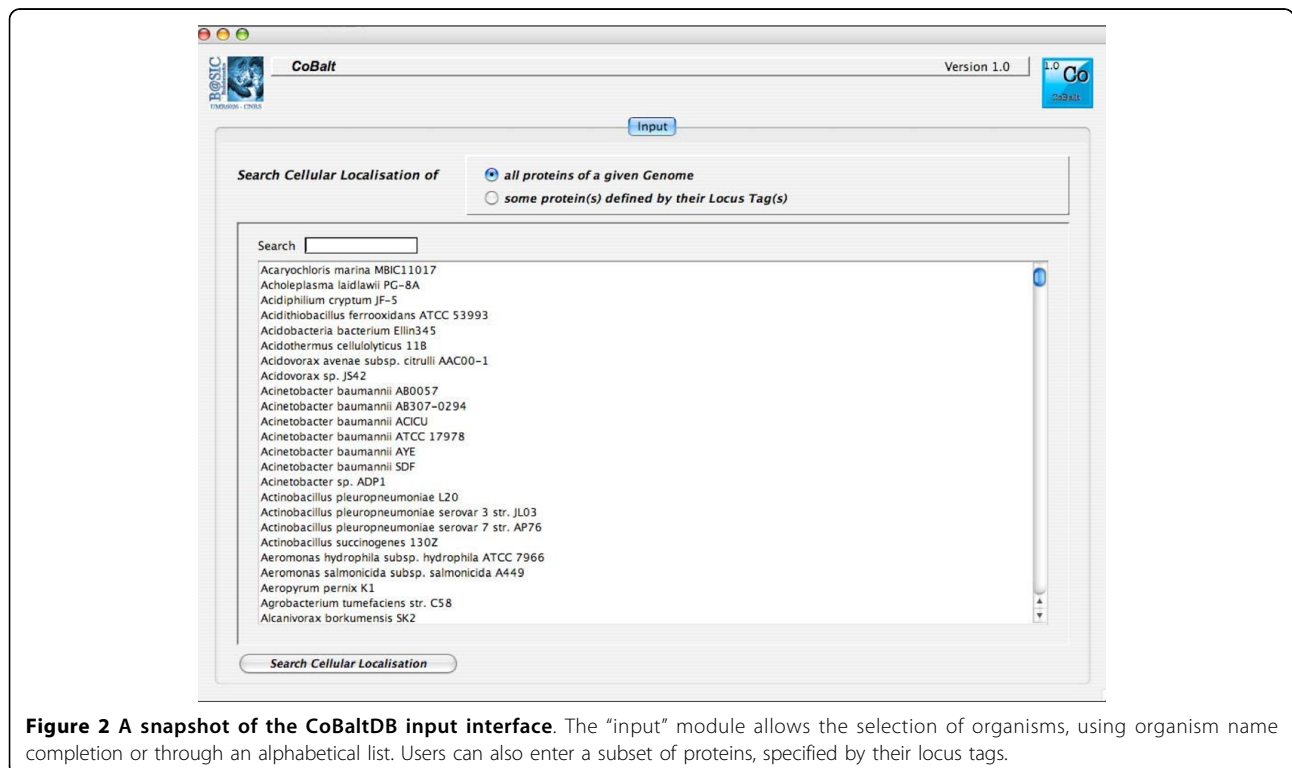 B@SIC
UMR6026 - CNRS
CoBalt
Version 1.0
1.0 Co
CoBalt
Input
Search Cellular Localisation of
all proteins of a given Genome
some protein(s) defined by their Locus Tag(s)
Search
Acaryochloris marina MBIC11017
Acholeplasma laidlawii PG-8A
Acidiphilium cryptum JF-5
Acidithiobacillus ferrooxidans ATCC 53993
Acidobacteria bacterium Ellin345
Acidothermus cellulolyticus 11B
Acidovorax avenae subsp. citrulli AAC00-1
Acidovorax sp. JS42
Acinetobacter baumannii AB0057
Acinetobacter baumannii AB307-0294
Acinetobacter baumannii ACICU
Acinetobacter baumannii ATCC 17978
Acinetobacter baumannii AYE
Acinetobacter baumannii SDF
Acinetobacter sp. ADP1
Actinobacillus pleuropneumoniae L20
Actinobacillus pleuropneumoniae serovar 3 str. JL03
Actinobacillus pleuropneumoniae serovar 7 str. AP76
Actinobacillus succinogenes 130Z
Aeromonas hydrophila subsp. hydrophila ATCC 7966
Aeromonas salmonicida subsp. salmonicida A449
Aeropyrum pernix K1
Agrobacterium tumefaciens str. C58
Alcanivorax borkumensis SK2
Search Cellular Localisation
Figure 2 A snapshot of the CoBaltDB input interface. The "input" module allows the selection of organisms, using organism name
completion or through an alphabetical list. Users can also enter a subset of proteins, specified by their locus tags.